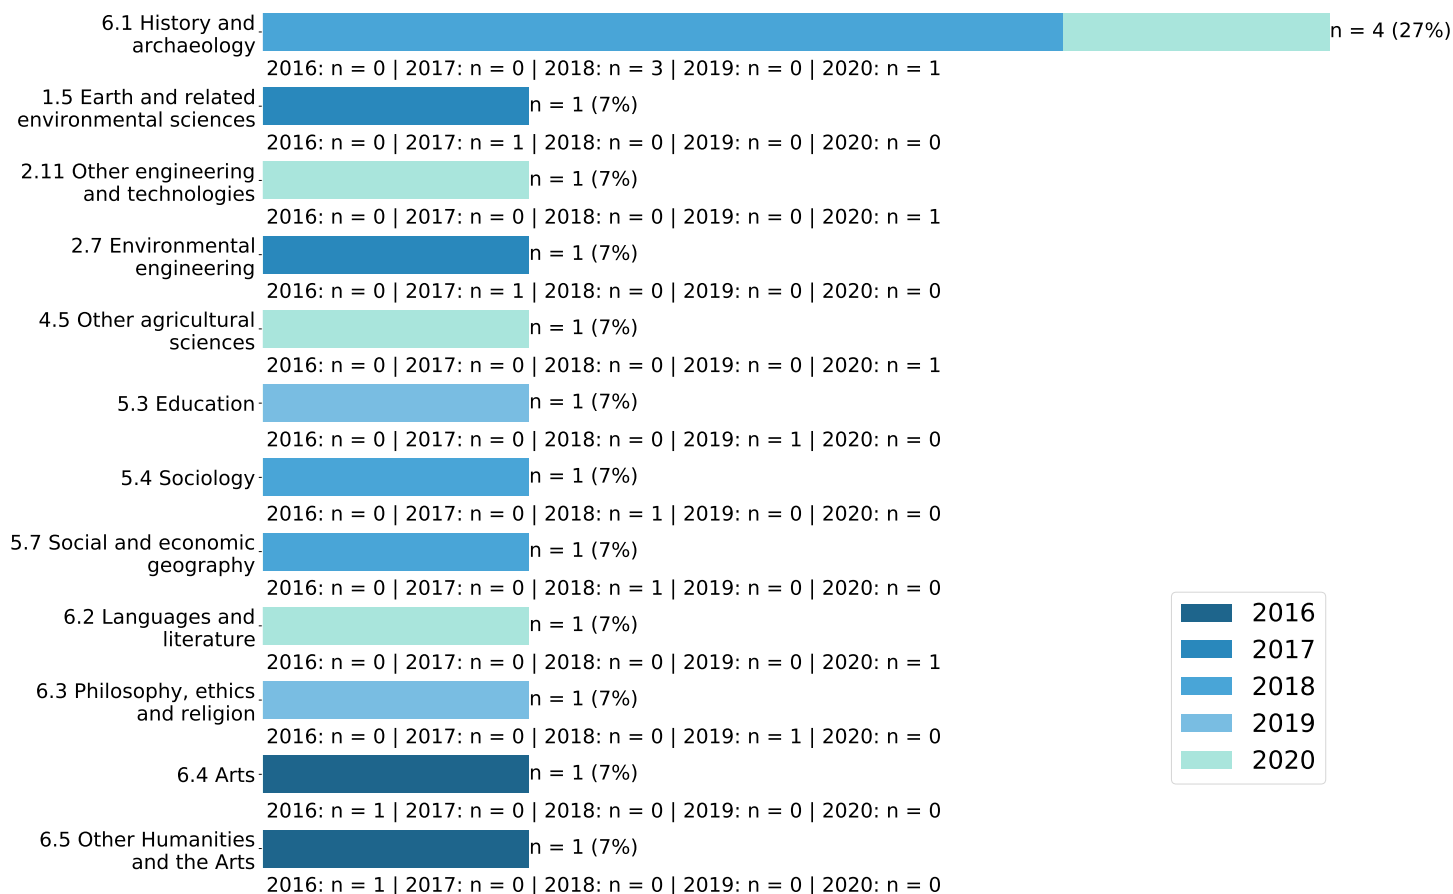 6.1 History and
archaeology
n = 4 (27%)
2016: n = 0 | 2017: n = 0 | 2018: n = 3 | 2019: n = 0 | 2020: n = 1
1.5 Earth and related
environmental sciences
n = 1 (7%)
2016: n = 0 | 2017: n = 1 | 2018: n = 0 | 2019: n = 0 | 2020: n = 0
2.11 Other engineering
and technologies
n = 1 (7%)
2016: n = 0 | 2017: n = 0 | 2018: n = 0 | 2019: n = 0 | 2020: n = 1
2.7 Environmental
engineering
n = 1 (7%)
2016: n = 0 | 2017: n = 1 | 2018: n = 0 | 2019: n = 0 | 2020: n = 0
4.5 Other agricultural
sciences
n = 1 (7%)
2016: n = 0 | 2017: n = 0 | 2018: n = 0 | 2019: n = 0 | 2020: n = 1
5.3 Education
n = 1 (7%)
2016: n = 0 | 2017: n = 0 | 2018: n = 0 | 2019: n = 1 | 2020: n = 0
5.4 Sociology
n = 1 (7%)
2016: n = 0 | 2017: n = 0 | 2018: n = 1 | 2019: n = 0 | 2020: n = 0
5.7 Social and economic
geography
n = 1 (7%)
2016: n = 0 | 2017: n = 0 | 2018: n = 1 | 2019: n = 0 | 2020: n = 0
6.2 Languages and
literature
n = 1 (7%)
2016: n = 0 | 2017: n = 0 | 2018: n = 0 | 2019: n = 0 | 2020: n = 1
6.3 Philosophy, ethics
and religion
n = 1 (7%)
2016: n = 0 | 2017: n = 0 | 2018: n = 0 | 2019: n = 1 | 2020: n = 0
6.4 Arts
n = 1 (7%)
2016: n = 1 | 2017: n = 0 | 2018: n = 0 | 2019: n = 0 | 2020: n = 0
6.5 Other Humanities
and the Arts
n = 1 (7%)
2016: n = 1 | 2017: n = 0 | 2018: n = 0 | 2019: n = 0 | 2020: n = 0
2016
2017
2018
2019
2020